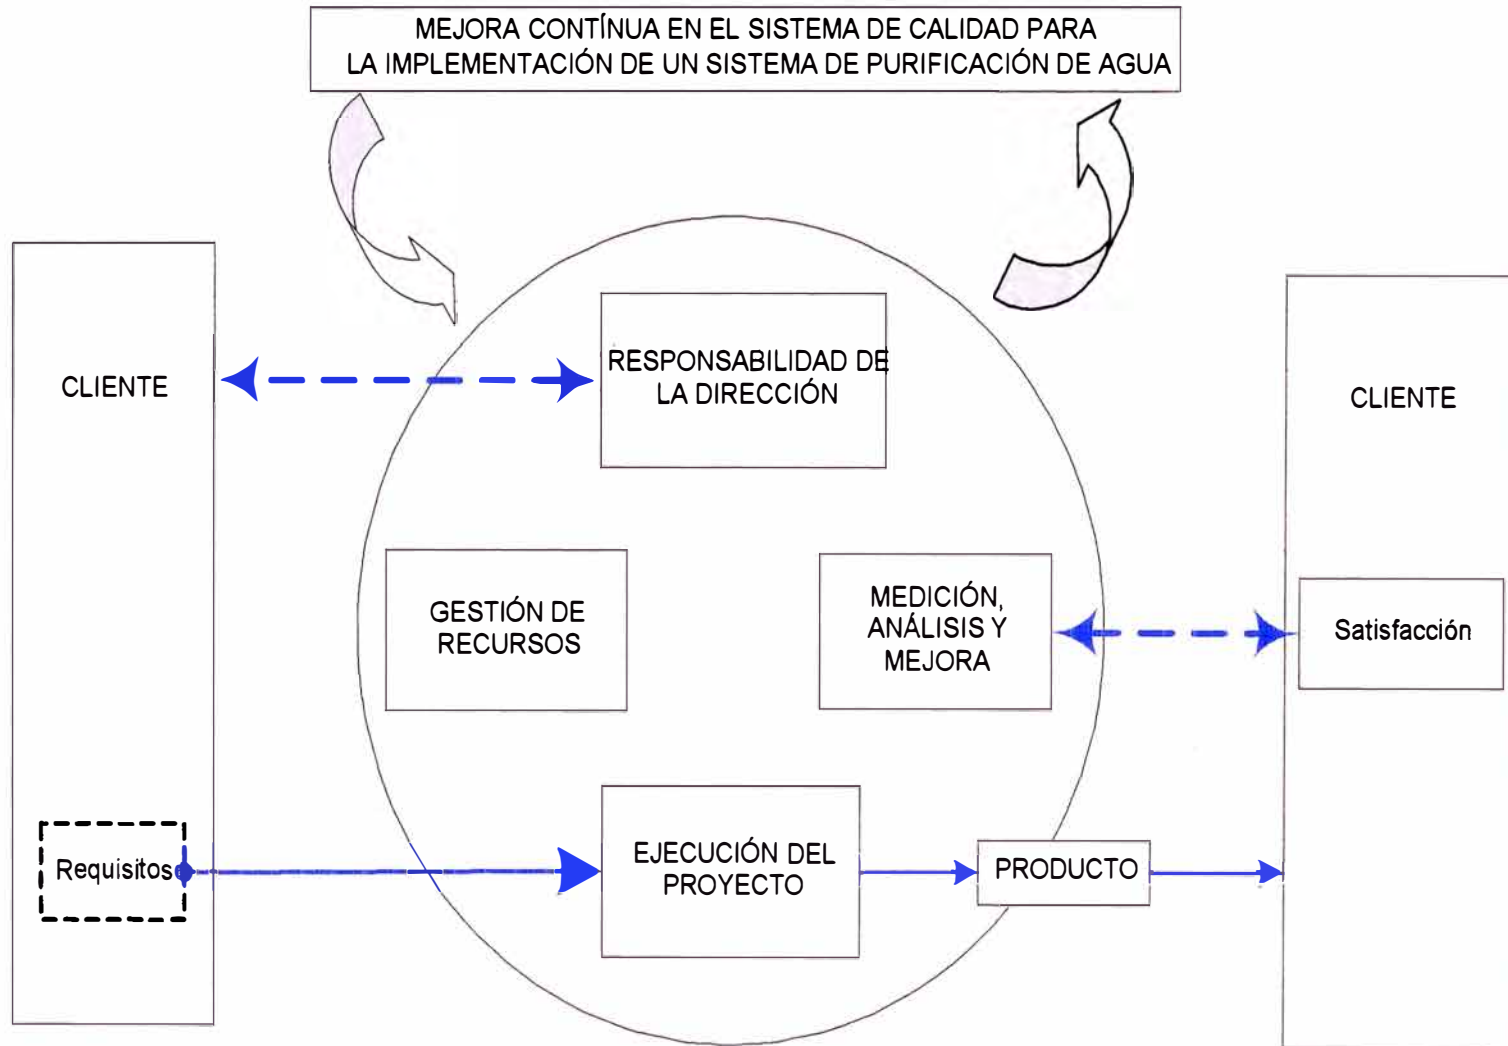 MEJORA CONTÍNUA EN EL SISTEMA DE CALIDAD PARA
LA IMPLEMENTACIÓN DE UN SISTEMA DE PURIFICACIÓN DE AGUA
CLIENTE
RESPONSABILIDAD DE
LA DIRECCIÓN
CLIENTE
GESTIÓN DE
RECURSOS
MEDICIÓN,
ANÁLISIS Y
MEJORA
Satisfacción
Requisitos
EJECUCIÓN DEL
PROYECTO
PRODUCTO